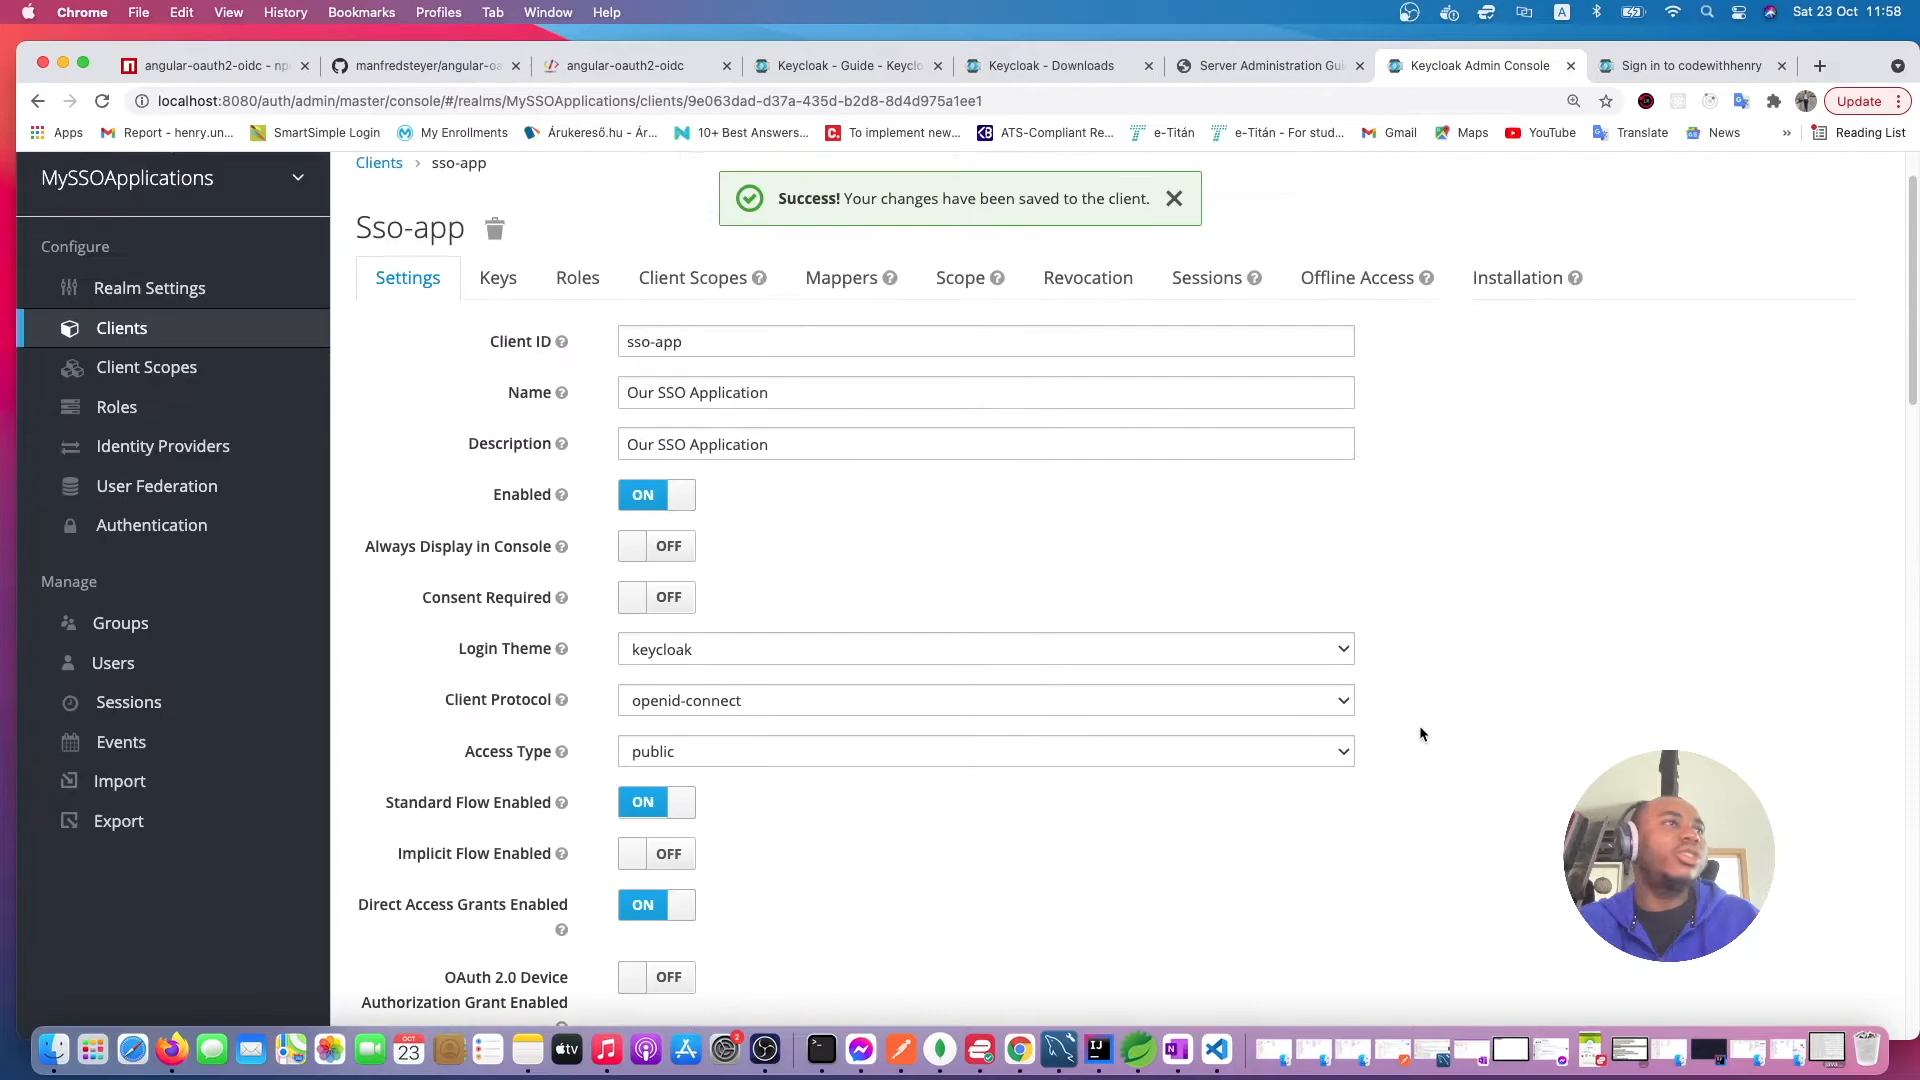 Chrome File Edit View History Bookmarks Profiles Tab Window Help
A
Sat 23 Oct 11:58
angular-oauth2-oidc - np
manfredsteyer/angular-oa
angular-oauth2-oidc
Keycloak - Guide - Keyclo
Keycloak - Downloads
Server Administration Gui
Keycloak Admin Console
Sign in to codewithhenry
localhost:8080/auth/admin/master/console/#/realms/MySSOApplications/clients/9e063dad-d37a-435d-b2d8-8d4d975a1ee1
Update
Apps
Report - henry.un...
SmartSimple Login
My Enrollments
Árukereső.hu - Ár...
10+ Best Answers...
To implement new...
ATS-Compliant Re...
e-Titán
e-Titán - For stud...
Gmail
Maps
YouTube
Translate
News
»
Reading List
MySSOApplications
Configure
Realm Settings
Clients
Client Scopes
Roles
Identity Providers
User Federation
Authentication
Manage
Groups
Users
Sessions
Events
Import
Export
Clients > sso-app
Success! Your changes have been saved to the client.
Sso-app
Settings Keys Roles Client Scopes Mappers Scope Revocation Sessions Offline Access Installation
Client ID sso-app
Name Our SSO Application
Description Our SSO Application
Enabled ON
Always Display in Console OFF
Consent Required OFF
Login Theme keycloak
Client Protocol openid-connect
Access Type public
Standard Flow Enabled ON
Implicit Flow Enabled OFF
Direct Access Grants Enabled ON
OAuth 2.0 Device OFF
Authorization Grant Enabled
OCT
23
tv
2
IJ
N